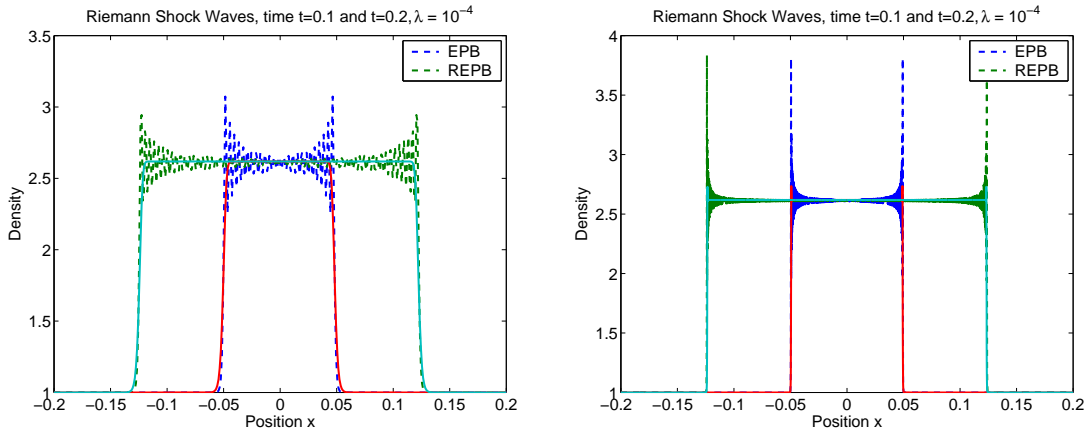 Riemann Shock Waves, time t=0.1 and t=0.2, λ = 10⁻⁴
3.5
3
2.5
2
1.5
1
Density
EPB
REPB
−0.2 −0.15 −0.1 −0.05 0 0.05 0.1 0.15 0.2
Position x
Riemann Shock Waves, time t=0.1 and t=0.2, λ = 10⁻⁴
4
3.5
3
2.5
2
1.5
1
Density
EPB
REPB
−0.2 −0.15 −0.1 −0.05 0 0.05 0.1 0.15 0.2
Position x